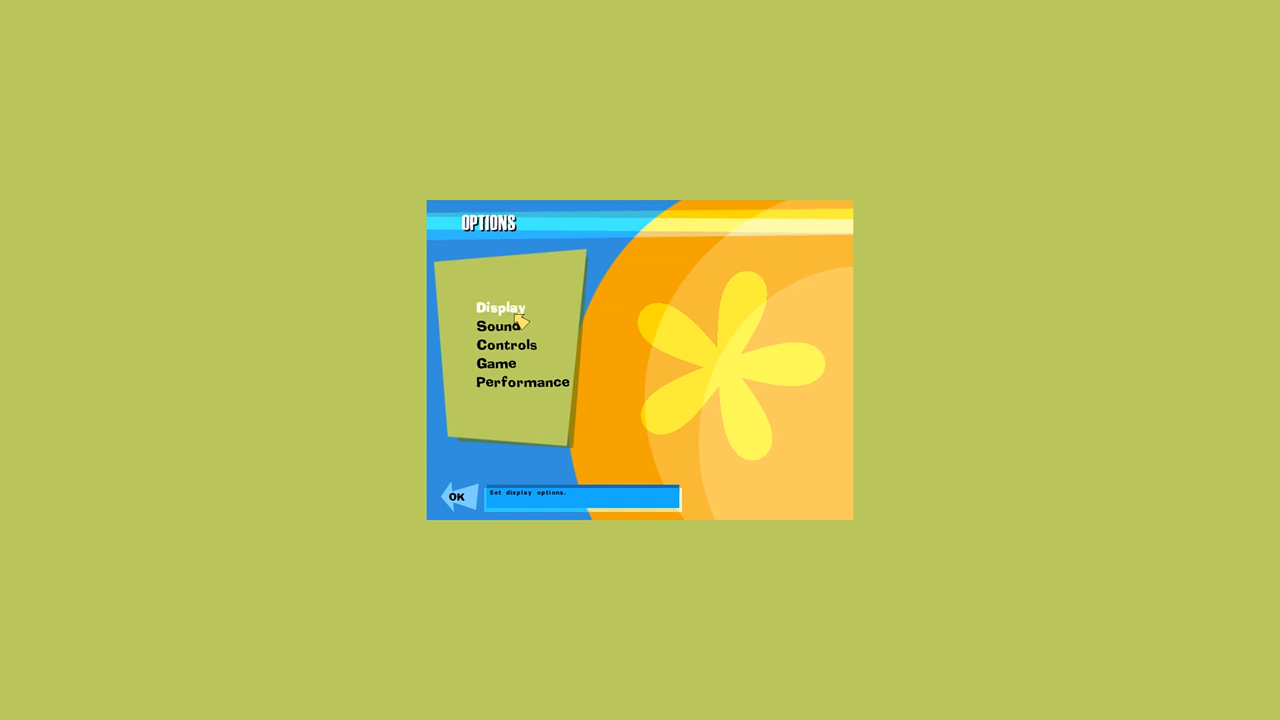 OPTIONS
Display
Sound
Controls
Game
Performance
OK
Set display options.